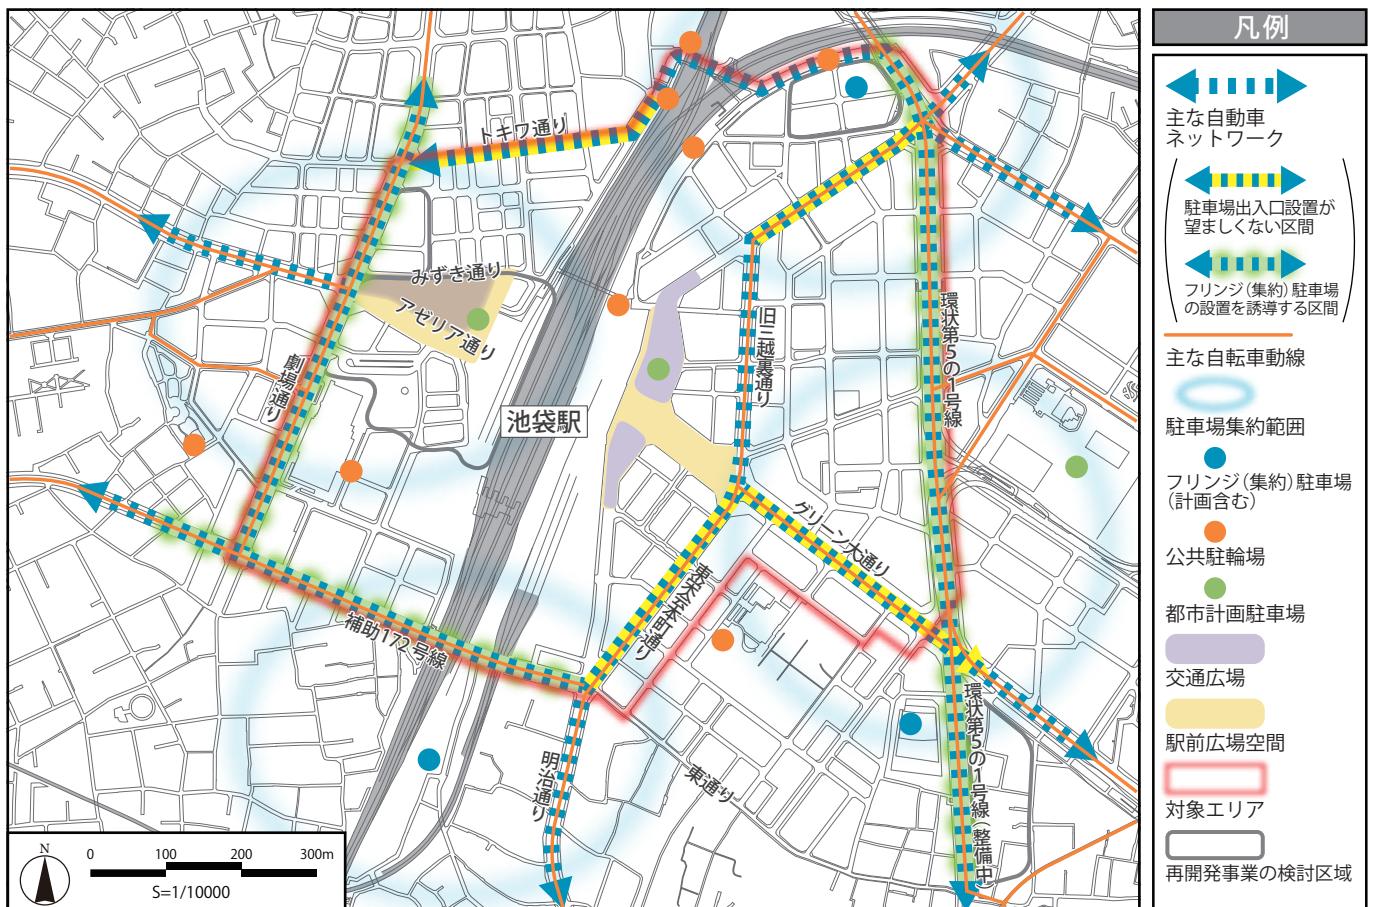 トキワ通り
みずき通り
アゼリア通り
劇場通り
池袋駅
旧三越裏通り
環状第5の1号線
グリーン大通り
東栄会本町通り
補助172号線
明治通り
東通り
環状第5の1号線(整備中)
N
0 100 200 300m
S=1/10000
凡例
主な自動車
ネットワーク
駐車場出入口設置が
望ましくない区間
フリンジ(集約)駐車場
の設置を誘導する区間
主な自転車動線
駐車場集約範囲
フリンジ(集約)駐車場
(計画含む)
公共駐輪場
都市計画駐車場
交通広場
駅前広場空間
対象エリア
再開発事業の検討区域